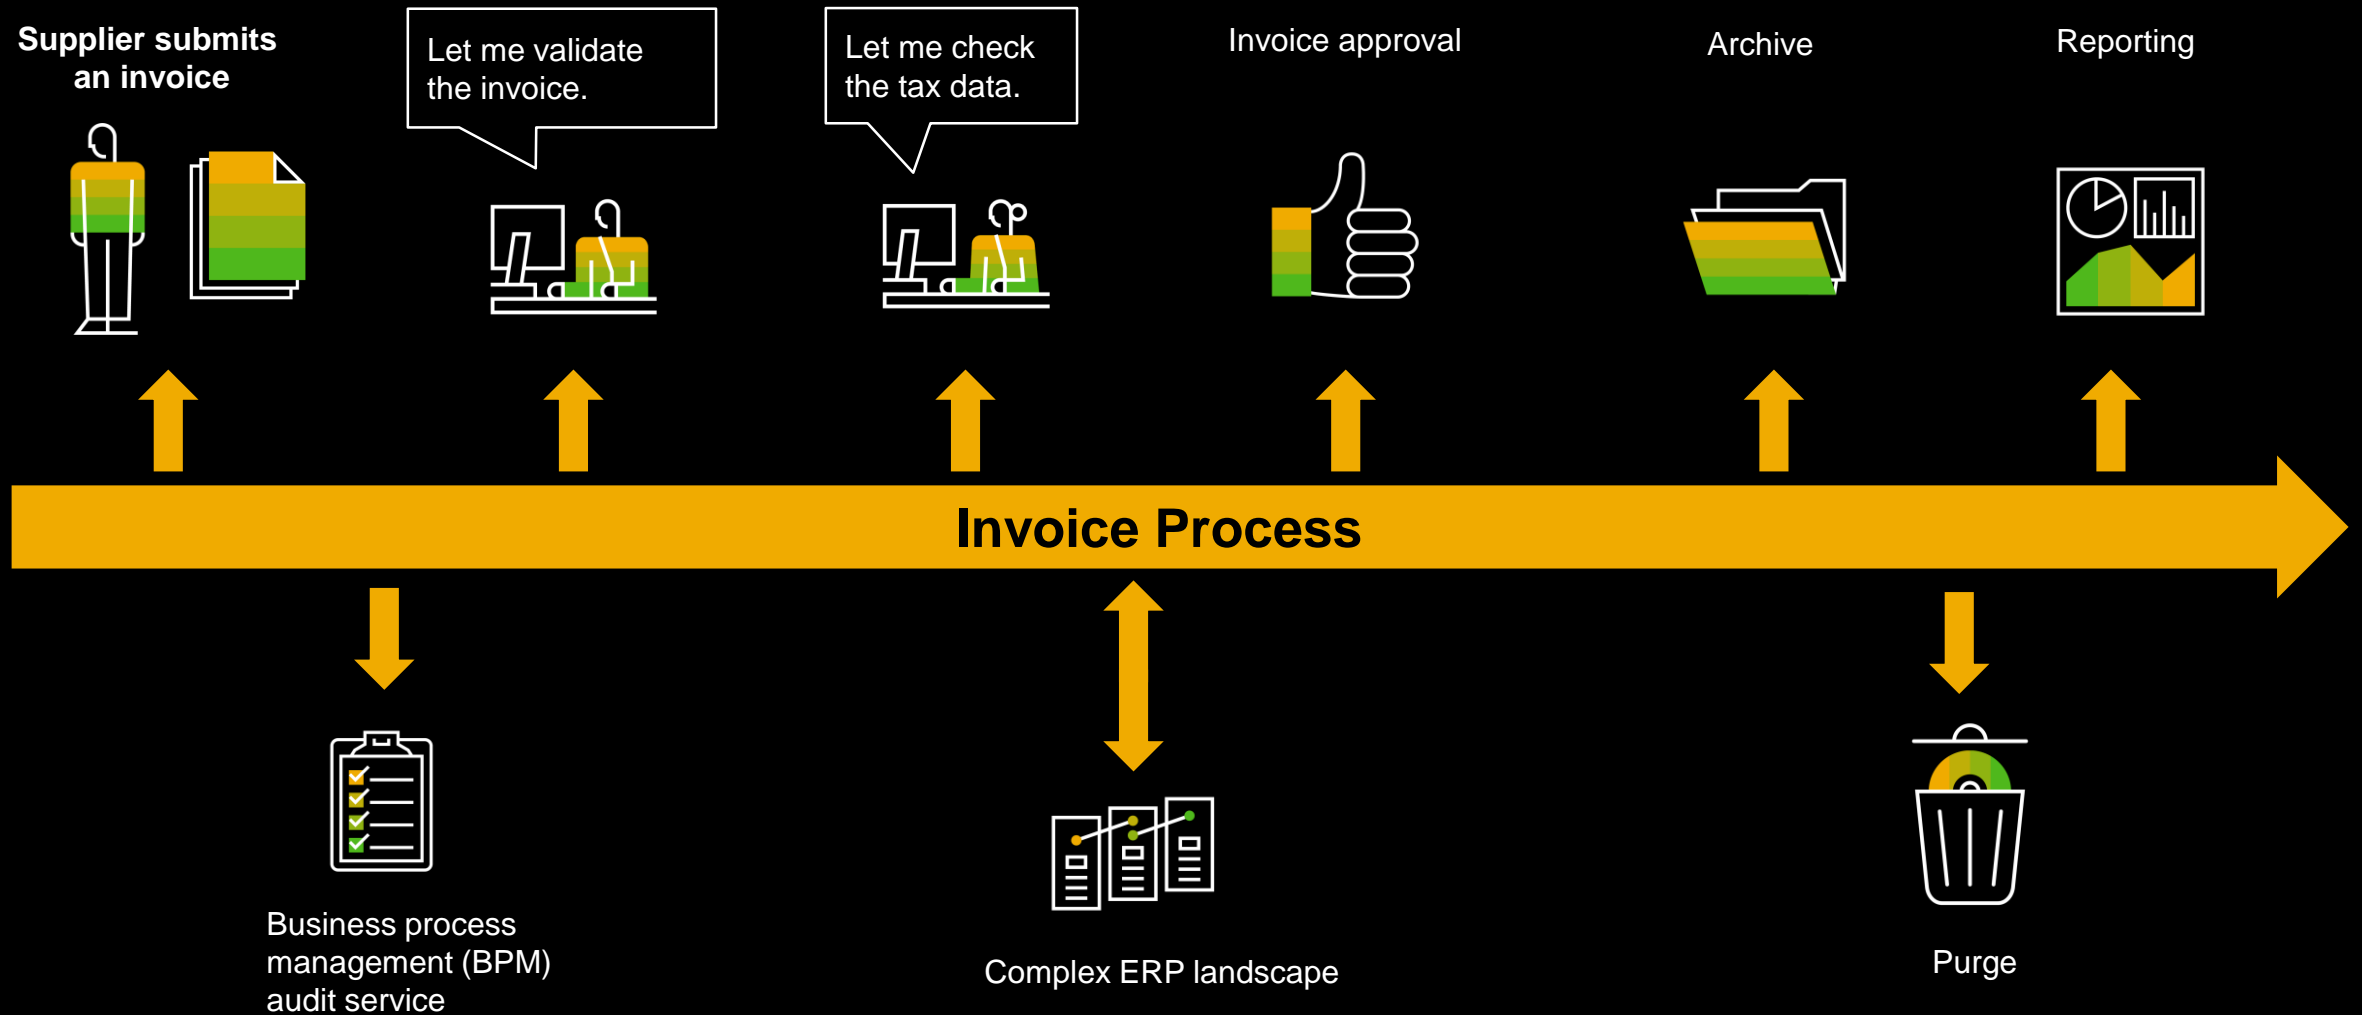 Supplier submits
an invoice
Let me validate
the invoice.
Let me check
the tax data.
Invoice approval
Archive
Reporting
Invoice Process
Business process
management (BPM)
audit service
Complex ERP landscape
Purge